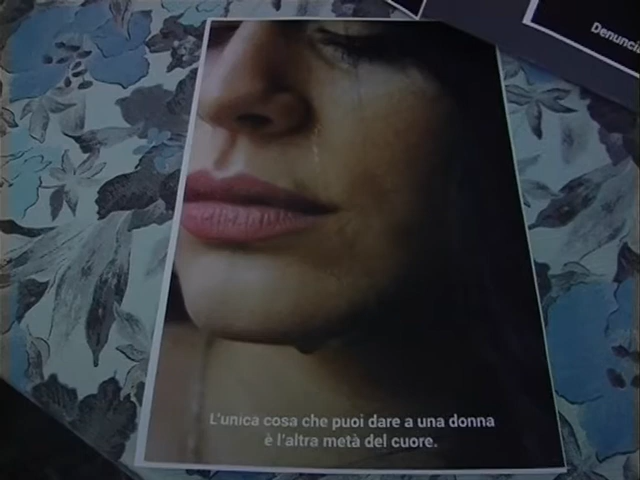 Denunci
L'unica cosa che puoi dare a una donna
è l'altra metà del cuore.